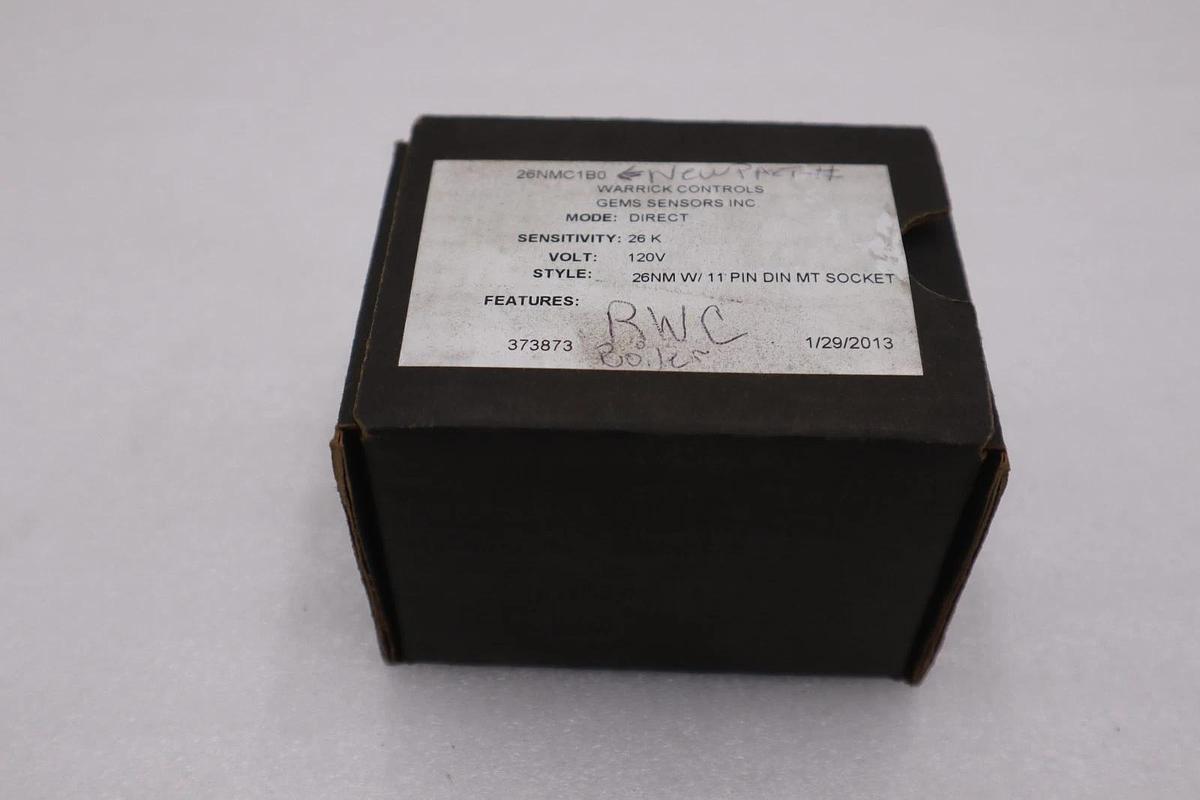 26NMC1B0 ← New Part #
WARRICK CONTROLS
GEMS SENSORS INC
MODE: DIRECT
SENSITIVITY: 26 K
VOLT: 120V
STYLE: 26NM W/ 11 PIN DIN MT SOCKET
FEATURES:
RWC
373873 Boiler 1/29/2013